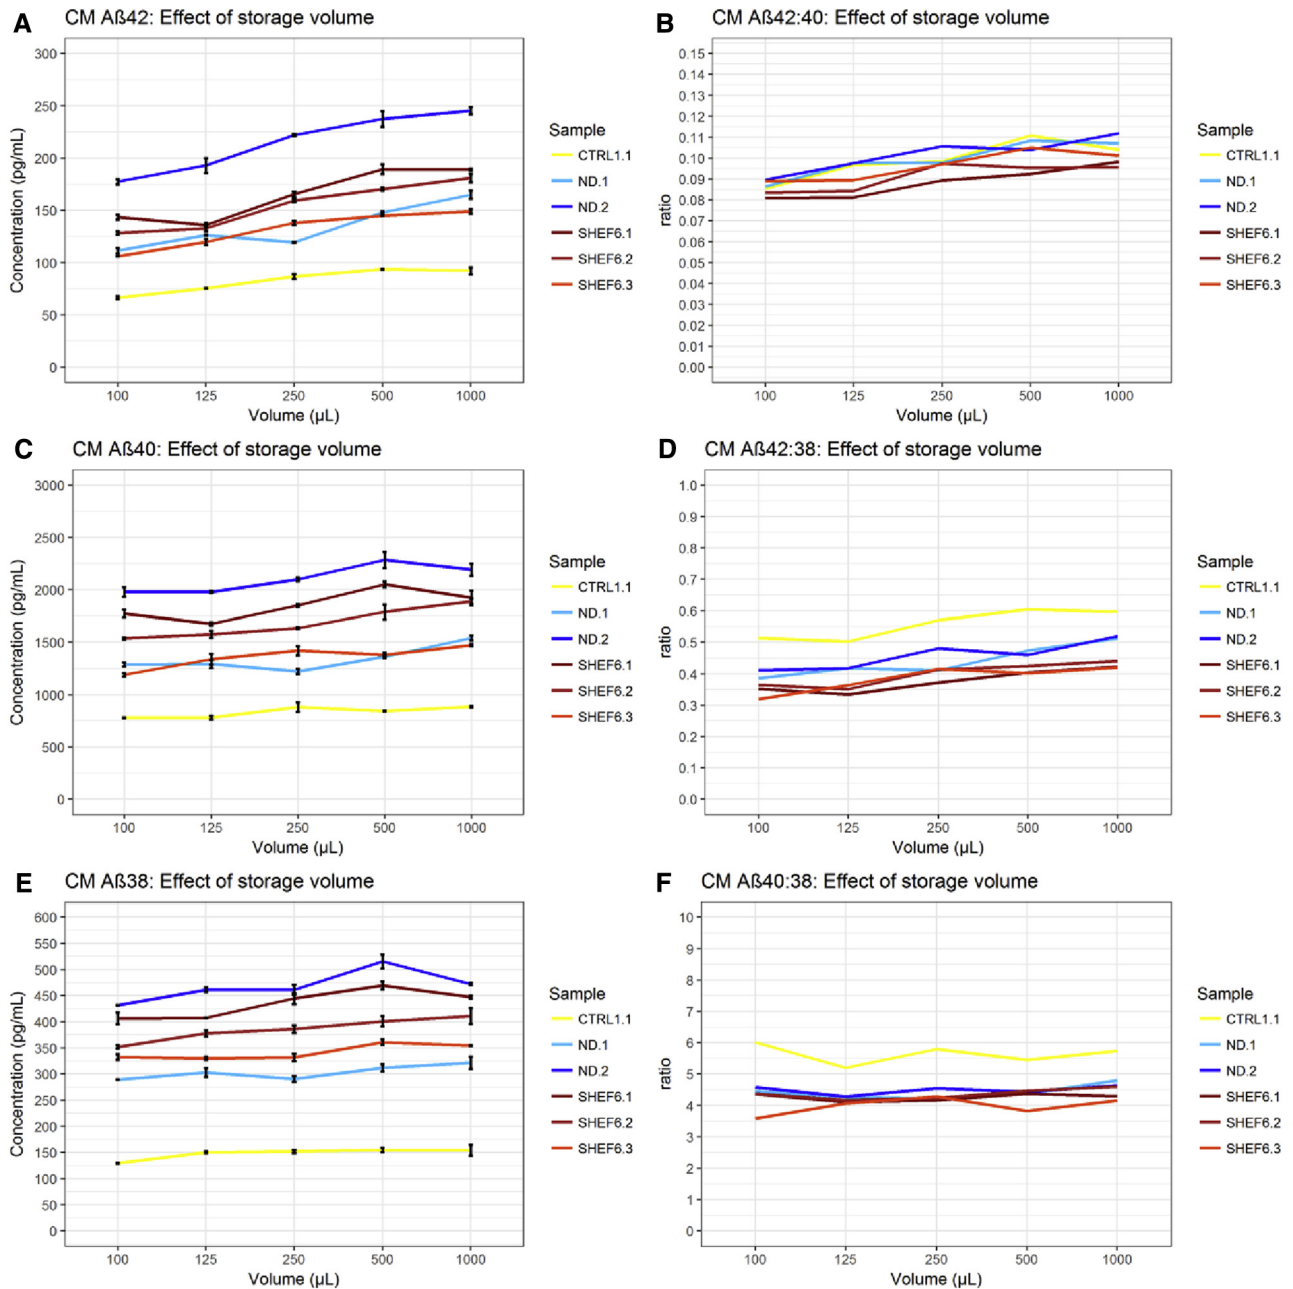 A CM Aß42: Effect of storage volume
Concentration (pg/mL)
300
250
200
150
100
50
0
100 125 250 500 1000
Volume (µL)
Sample
CTRL1.1
ND.1
ND.2
SHEF6.1
SHEF6.2
SHEF6.3
B CM Aß42:40: Effect of storage volume
ratio
0.15
0.14
0.13
0.12
0.11
0.10
0.09
0.08
0.07
0.06
0.05
0.04
0.03
0.02
0.01
0.00
100 125 250 500 1000
Volume (µL)
Sample
CTRL1.1
ND.1
ND.2
SHEF6.1
SHEF6.2
SHEF6.3
C CM Aß40: Effect of storage volume
Concentration (pg/mL)
3000
2500
2000
1500
1000
500
0
100 125 250 500 1000
Volume (µL)
Sample
CTRL1.1
ND.1
ND.2
SHEF6.1
SHEF6.2
SHEF6.3
D CM Aß42:38: Effect of storage volume
ratio
1.0
0.9
0.8
0.7
0.6
0.5
0.4
0.3
0.2
0.1
0.0
100 125 250 500 1000
Volume (µL)
Sample
CTRL1.1
ND.1
ND.2
SHEF6.1
SHEF6.2
SHEF6.3
E CM Aß38: Effect of storage volume
Concentration (pg/mL)
600
550
500
450
400
350
300
250
200
150
100
50
0
100 125 250 500 1000
Volume (µL)
Sample
CTRL1.1
ND.1
ND.2
SHEF6.1
SHEF6.2
SHEF6.3
F CM Aß40:38: Effect of storage volume
ratio
10
9
8
7
6
5
4
3
2
1
0
100 125 250 500 1000
Volume (µL)
Sample
CTRL1.1
ND.1
ND.2
SHEF6.1
SHEF6.2
SHEF6.3